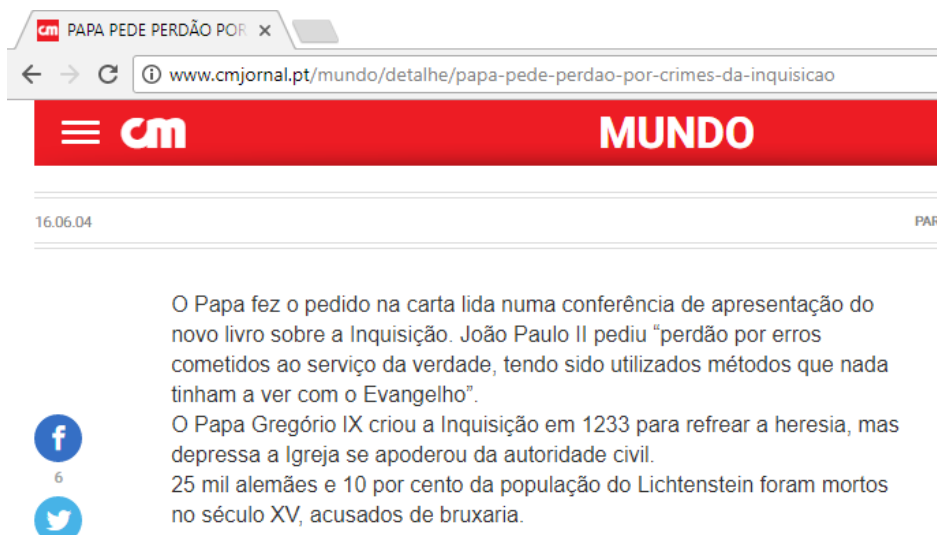 cm PAPA PEDE PERDÃO POR
www.cmjornal.pt/mundo/detalhe/papa-pede-perdao-por-crimes-da-inquisicao
cm MUNDO
16.06.04 PAR
O Papa fez o pedido na carta lida numa conferência de apresentação do
novo livro sobre a Inquisição. João Paulo II pediu “perdão por erros
cometidos ao serviço da verdade, tendo sido utilizados métodos que nada
tinham a ver com o Evangelho”.
O Papa Gregório IX criou a Inquisição em 1233 para refrear a heresia, mas
depressa a Igreja se apoderou da autoridade civil.
25 mil alemães e 10 por cento da população do Lichtenstein foram mortos
no século XV, acusados de bruxaria.
f
6